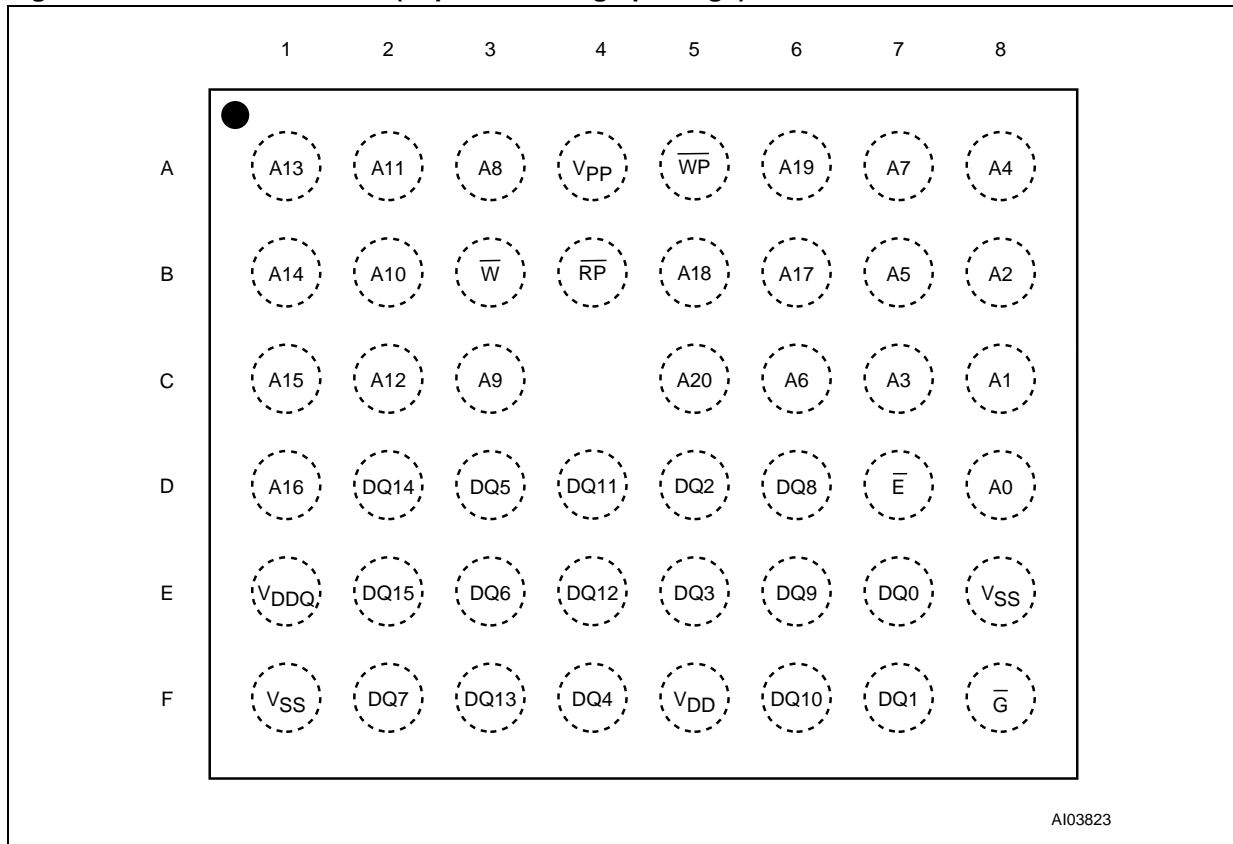 1 2 3 4 5 6 7 8
A A13 A11 A8 VPP W̅P̅ A19 A7 A4
B A14 A10 W̅ R̅P̅ A18 A17 A5 A2
C A15 A12 A9 A20 A6 A3 A1
D A16 DQ14 DQ5 DQ11 DQ2 DQ8 E̅ A0
E VDDQ DQ15 DQ6 DQ12 DQ3 DQ9 DQ0 VSS
F VSS DQ7 DQ13 DQ4 VDD DQ10 DQ1 G̅
AI03823